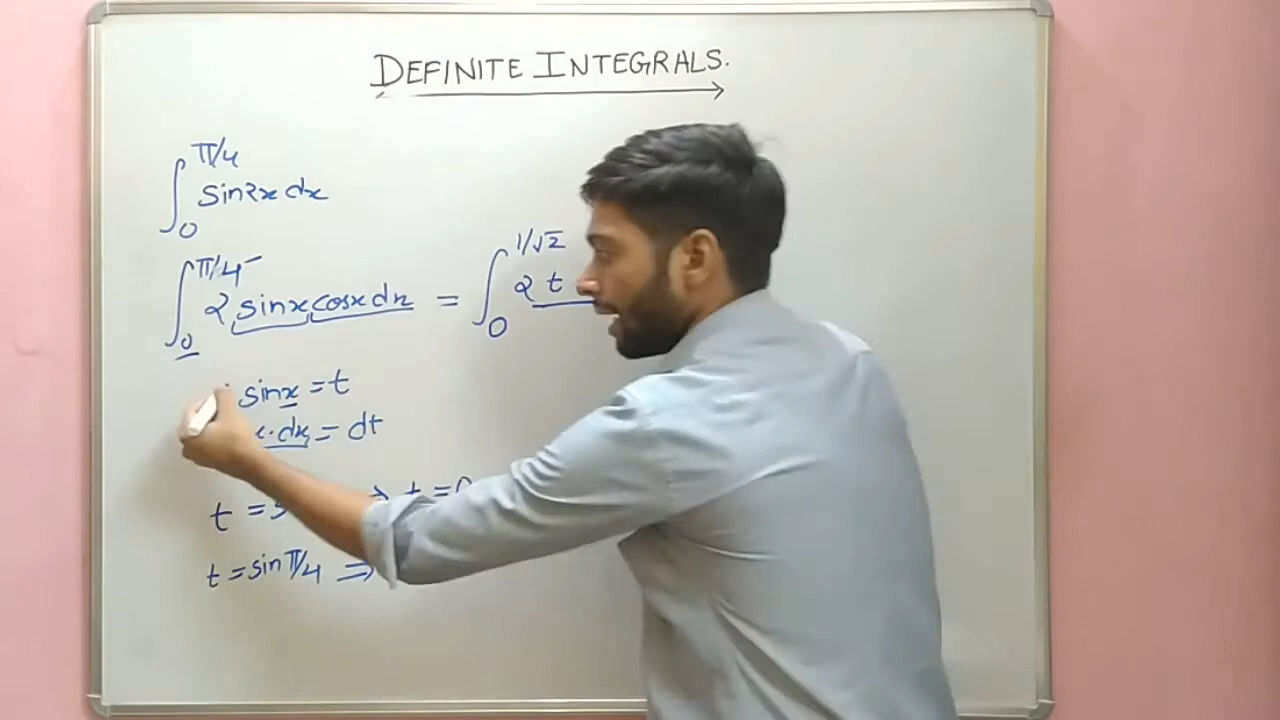 DEFINITE INTEGRALS.
∫₀^π/4 sin2x dx
∫₀^π/4 2 sinx cosx dx = ∫₀^1/√2 2 t
sinx = t
x·dx = dt
t = s ⇒ t = 0
t = sin π/4 ⇒